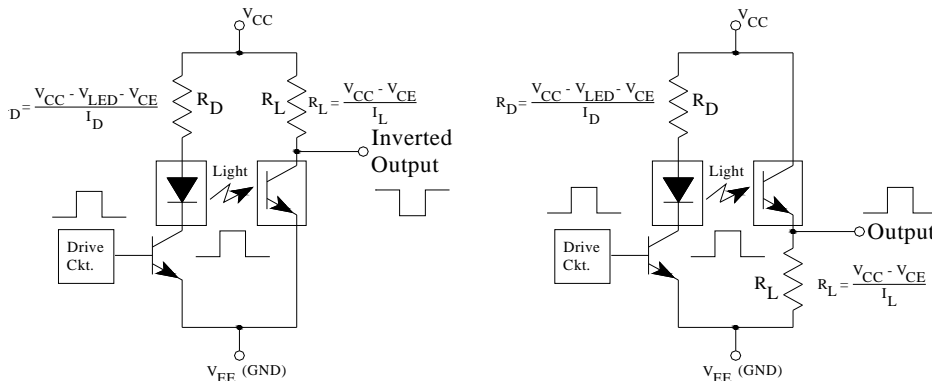 VCC
D = VCC - VLED - VCE
ID
RD
RL
RL = VCC - VCE
IL
Inverted
Output
Light
Drive
Ckt.
VEE (GND)
VCC
RD = VCC - VLED - VCE
ID
RD
Light
Drive
Ckt.
Output
RL
RL = VCC - VCE
IL
VEE (GND)